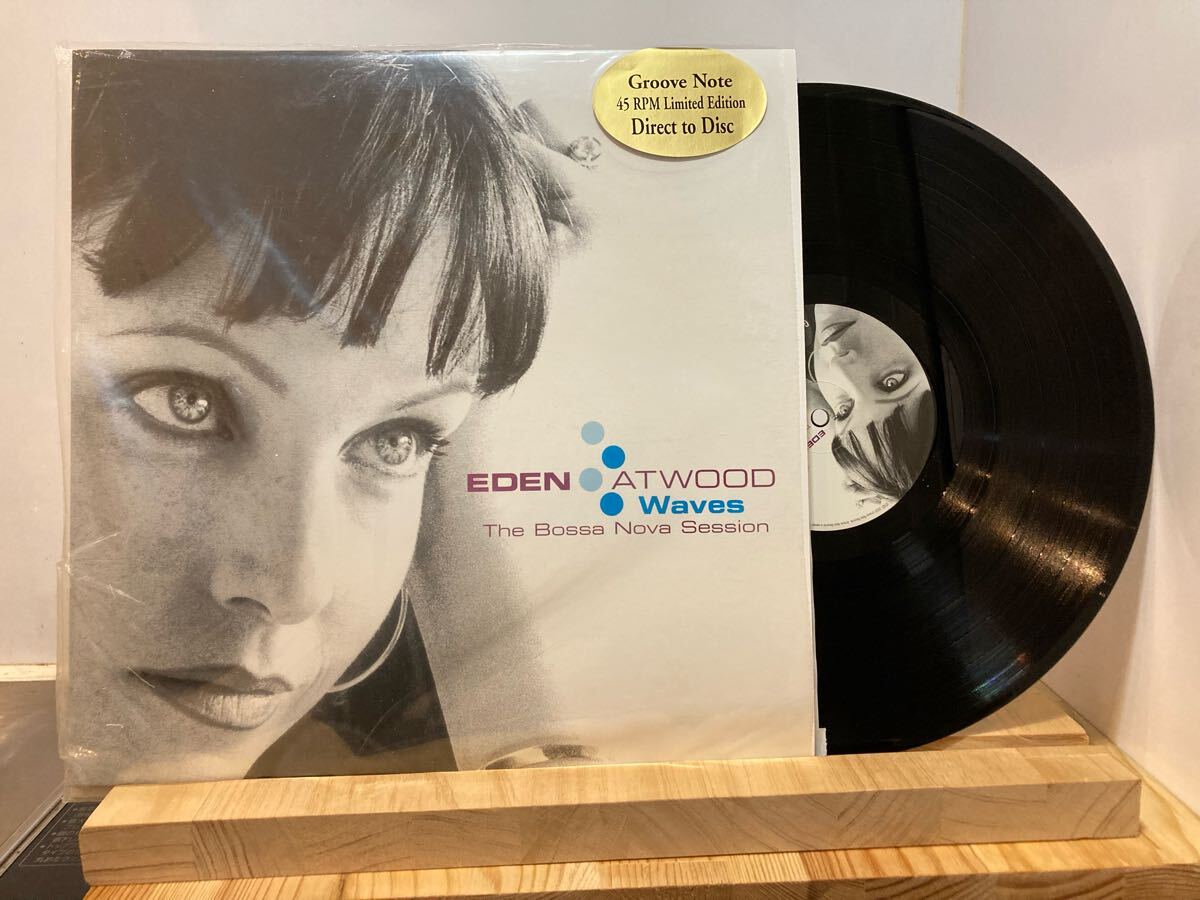 Groove Note
45 RPM Limited Edition
Direct to Disc
EDEN ATWOOD
Waves
The Bossa Nova Session